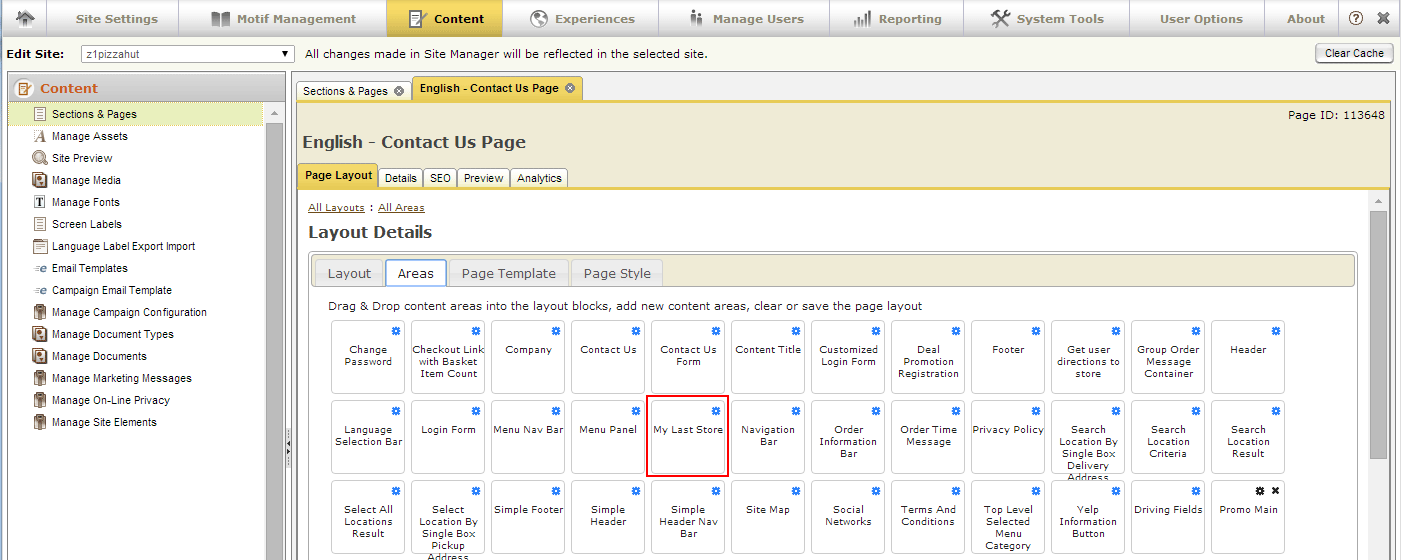 Site Settings Motif Management Content Experiences Manage Users Reporting System Tools User Options About
Edit Site: z1pizzahut All changes made in Site Manager will be reflected in the selected site. Clear Cache
Content
Sections & Pages
Manage Assets
Site Preview
Manage Media
Manage Fonts
Screen Labels
Language Label Export Import
Email Templates
Campaign Email Template
Manage Campaign Configuration
Manage Document Types
Manage Documents
Manage Marketing Messages
Manage On-Line Privacy
Manage Site Elements
Sections & Pages English - Contact Us Page
Page ID: 113648
English - Contact Us Page
Page Layout Details SEO Preview Analytics
All Layouts : All Areas
Layout Details
Layout Areas Page Template Page Style
Drag & Drop content areas into the layout blocks, add new content areas, clear or save the page layout
Change
Password
Checkout Link
with Basket
Item Count
Company
Contact Us
Contact Us
Form
Content Title
Customized
Login Form
Deal
Promotion
Registration
Footer
Get user
directions to
store
Group Order
Message
Container
Header
Language
Selection Bar
Login Form
Menu Nav Bar
Menu Panel
My Last Store
Navigation
Bar
Order
Information
Bar
Order Time
Message
Privacy Policy
Search
Location By
Single Box
Delivery
Address
Search
Location
Criteria
Search
Location
Result
Select All
Locations
Result
Select
Location By
Single Box
Pickup
Address
Simple Footer
Simple
Header
Simple
Header Nav
Bar
Site Map
Social
Networks
Terms And
Conditions
Top Level
Selected
Menu
Category
Yelp
Information
Button
Driving Fields
Promo Main